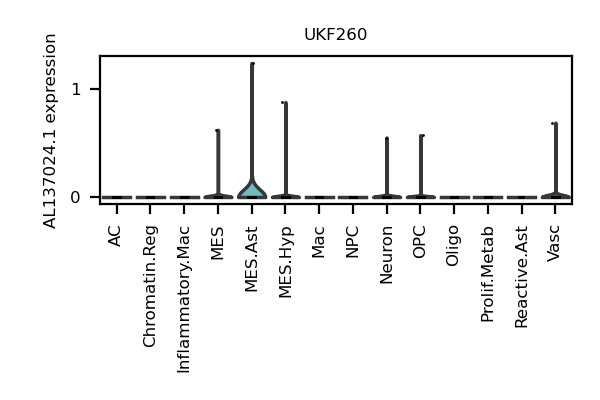 UKF260
AL137024.1 expression
1
0
AC
Chromatin.Reg
Inflammatory.Mac
MES
MES.Ast
MES.Hyp
Mac
NPC
Neuron
OPC
Oligo
Prolif.Metab
Reactive.Ast
Vasc